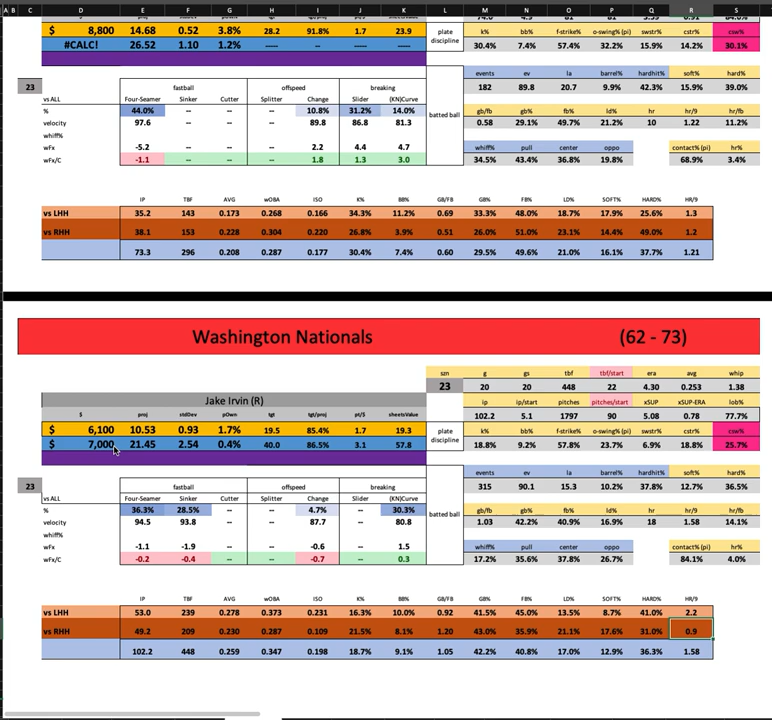 A B C D E F G H I J K L M N O P Q R S
$ proj stdDev pOwn tgt tgt/proj pt/$ sheetsValue
$ 8,800 14.68 0.52 3.8% 28.2 91.8% 1.7 23.9 plate discipline k% bb% f-strike% o-swing% (pi) swstr% cstr% csw%
#CALC! 26.52 1.10 1.2% ---- -- ---- 30.4% 7.4% 57.4% 32.2% 15.9% 14.2% 30.1%
events ev la barrel% hardhit% soft% hard%
23 fastball offspeed breaking 182 89.8 20.7 9.9% 42.3% 15.9% 39.0%
vs ALL Four-Seamer Sinker Cutter Splitter Change Slider (KN)Curve
% 44.0% -- -- -- 10.8% 31.2% 14.0% batted ball gb/fb gb% fb% ld% hr hr/9 hr/fb
velocity 97.6 -- -- -- 89.8 86.8 81.3 0.58 29.1% 49.7% 21.2% 10 1.22 11.2%
whiff%
wFx -5.2 -- -- -- 2.2 4.4 4.7 whiff% pull center oppo contact% (pi) hr%
wFx/C -1.1 -- -- -- 1.8 1.3 3.0 34.5% 43.4% 36.8% 19.8% 68.9% 3.4%
IP TBF AVG wOBA ISO K% BB% GB/FB GB% FB% LD% SOFT% HARD% HR/9
vs LHH 35.2 143 0.173 0.268 0.166 34.3% 11.2% 0.69 33.3% 48.0% 18.7% 17.9% 25.6% 1.3
vs RHH 38.1 153 0.228 0.304 0.220 26.8% 3.9% 0.51 26.0% 51.0% 23.1% 14.4% 49.0% 1.2
73.3 296 0.208 0.287 0.177 30.4% 7.4% 0.60 29.5% 49.6% 21.0% 16.1% 37.7% 1.21
Washington Nationals (62 - 73)
szn g gs tbf tbf/start era avg whip
23 20 20 448 22 4.30 0.253 1.38
Jake Irvin (R) ip ip/start pitches pitches/start xSUP xSUP-ERA lob%
$ proj stdDev pOwn tgt tgt/proj pt/$ sheetsValue 102.2 5.1 1797 90 5.08 0.78 77.7%
$ 6,100 10.53 0.93 1.7% 19.5 85.4% 1.7 19.3 plate discipline k% bb% f-strike% o-swing% (pi) swstr% cstr% csw%
$ 7,000 21.45 2.54 0.4% 40.0 86.5% 3.1 57.8 18.8% 9.2% 57.8% 23.7% 6.9% 18.8% 25.7%
events ev la barrel% hardhit% soft% hard%
23 fastball offspeed breaking 315 90.1 15.3 10.2% 37.8% 12.7% 36.5%
vs ALL Four-Seamer Sinker Cutter Splitter Change Slider (KN)Curve
% 36.3% 28.5% -- -- 4.7% -- 30.3% batted ball gb/fb gb% fb% ld% hr hr/9 hr/fb
velocity 94.5 93.8 -- -- 87.7 -- 80.8 1.03 42.2% 40.9% 16.9% 18 1.58 14.1%
whiff%
wFx -1.1 -1.9 -- -- -0.6 -- 1.5 whiff% pull center oppo contact% (pi) hr%
wFx/C -0.2 -0.4 -- -- -0.7 -- 0.3 17.2% 35.6% 37.8% 26.7% 84.1% 4.0%
IP TBF AVG wOBA ISO K% BB% GB/FB GB% FB% LD% SOFT% HARD% HR/9
vs LHH 53.0 239 0.278 0.373 0.231 16.3% 10.0% 0.92 41.5% 45.0% 13.5% 8.7% 41.0% 2.2
vs RHH 49.2 209 0.230 0.287 0.109 21.5% 8.1% 1.20 43.0% 35.9% 21.1% 17.6% 31.0% 0.9
102.2 448 0.259 0.347 0.198 18.7% 9.1% 1.05 42.2% 40.8% 17.0% 12.9% 36.3% 1.58